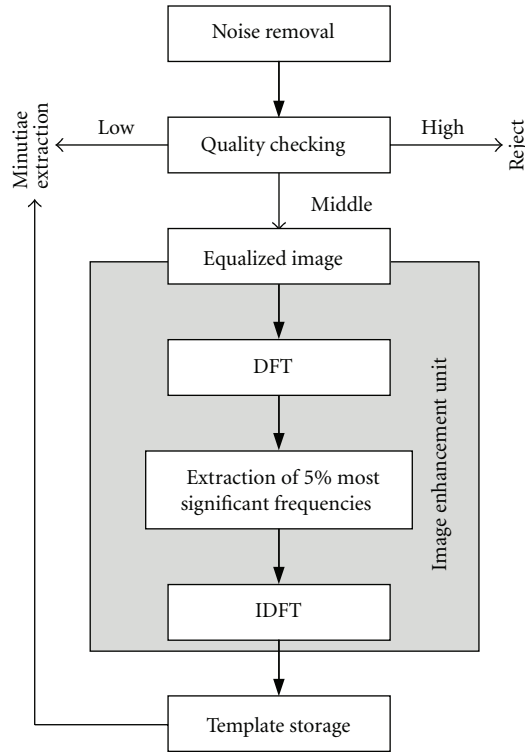 Noise removal
Minutiae
extraction
Low
Quality checking
High
Reject
Middle
Equalized image
DFT
Extraction of 5% most
significant frequencies
Image enhancement unit
IDFT
Template storage